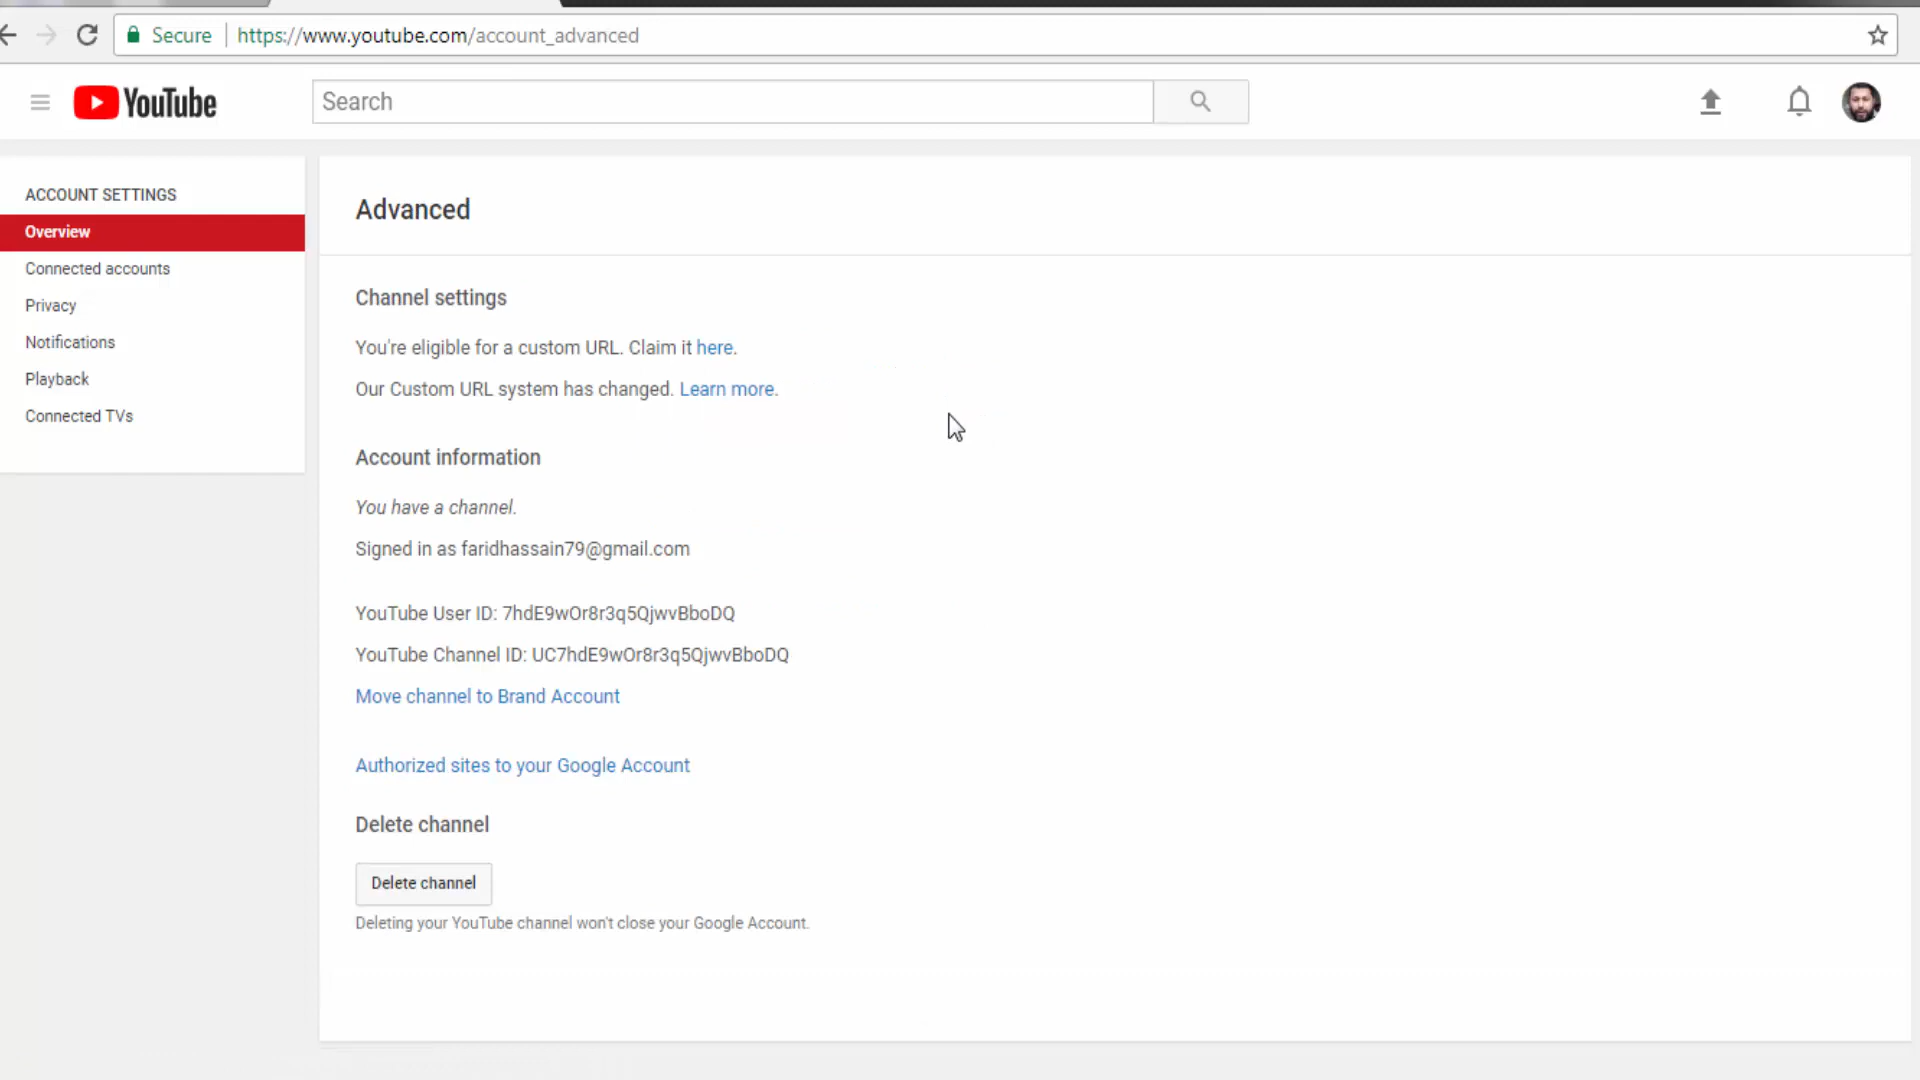 Secure https://www.youtube.com/account_advanced
YouTube
Search
ACCOUNT SETTINGS
Overview
Connected accounts
Privacy
Notifications
Playback
Connected TVs
Advanced
Channel settings
You're eligible for a custom URL. Claim it here.
Our Custom URL system has changed. Learn more.
Account information
You have a channel.
Signed in as faridhassain79@gmail.com
YouTube User ID: 7hdE9wOr8r3q5QjwvBboDQ
YouTube Channel ID: UC7hdE9wOr8r3q5QjwvBboDQ
Move channel to Brand Account
Authorized sites to your Google Account
Delete channel
Delete channel
Deleting your YouTube channel won't close your Google Account.